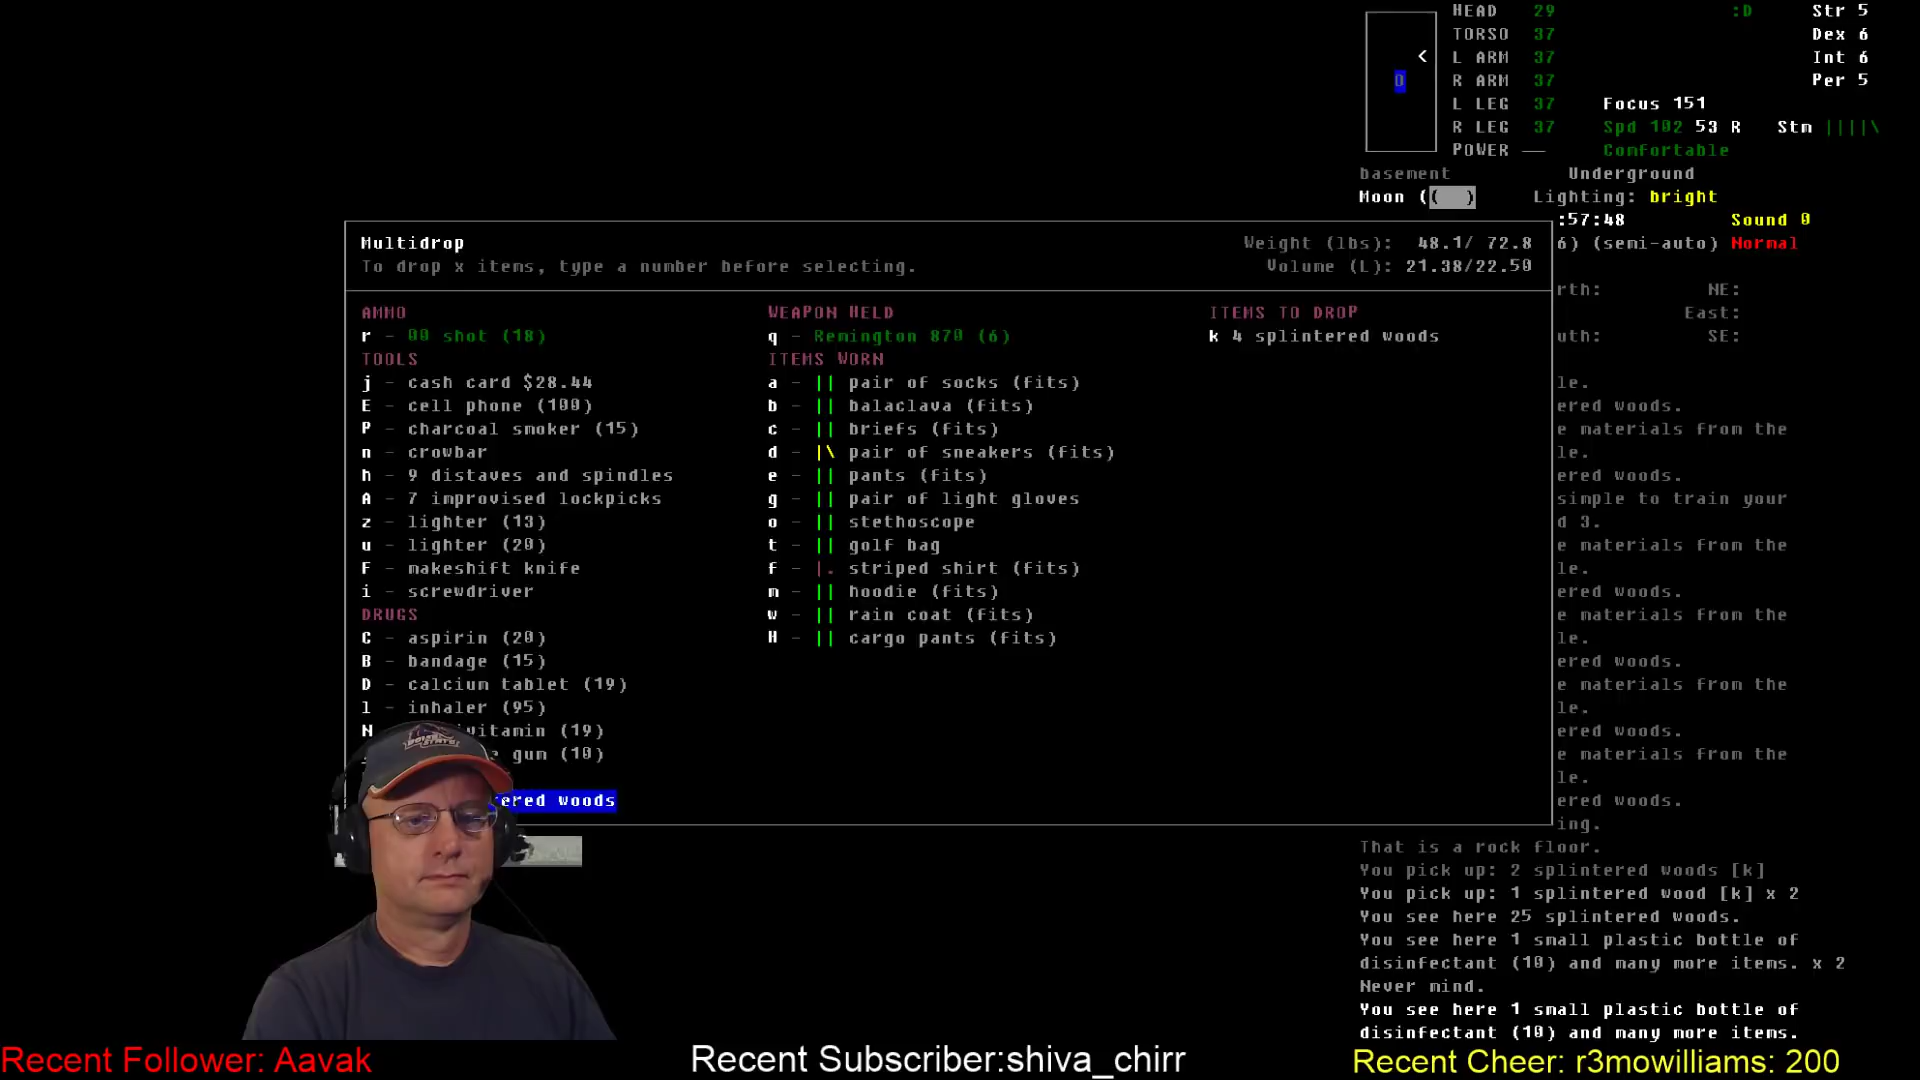 HEAD 29 :D Str 5
TORSO 37 Dex 6
< L ARM 37 Int 6
0 R ARM 37 Per 5
L LEG 37 Focus 151
R LEG 37 Spd 102 53 R Stm ||||\
POWER --
Comfortable
basement Underground
Moon (( ) Lighting: bright
:57:48 Sound 0
6) (semi-auto) Normal
Multidrop
To drop x items, type a number before selecting.
Weight (lbs): 48.1/ 72.8
Volume (L): 21.38/22.50
AMMO
r - 00 shot (18)
TOOLS
j - cash card $28.44
E - cell phone (100)
P - charcoal smoker (15)
n - crowbar
h - 9 distaves and spindles
A - 7 improvised lockpicks
z - lighter (13)
u - lighter (20)
F - makeshift knife
i - screwdriver
DRUGS
C - aspirin (20)
B - bandage (15)
D - calcium tablet (19)
l - inhaler (95)
N vitamin (19)
gum (10)
ered woods
WEAPON HELD
q - Remington 870 (6)
ITEMS WORN
a - || pair of socks (fits)
b - || balaclava (fits)
c - || briefs (fits)
d - |\ pair of sneakers (fits)
e - || pants (fits)
g - || pair of light gloves
o - || stethoscope
t - || golf bag
f - |. striped shirt (fits)
m - || hoodie (fits)
w - || rain coat (fits)
H - || cargo pants (fits)
ITEMS TO DROP
k 4 splintered woods
rth: NE:
East:
uth: SE:
le.
ered woods.
e materials from the
le.
ered woods.
simple to train your
d 3.
e materials from the
le.
ered woods.
e materials from the
le.
ered woods.
e materials from the
le.
ered woods.
e materials from the
le.
ered woods.
ing.
That is a rock floor.
You pick up: 2 splintered woods [k]
You pick up: 1 splintered wood [k] x 2
You see here 25 splintered woods.
You see here 1 small plastic bottle of
disinfectant (10) and many more items. x 2
Never mind.
You see here 1 small plastic bottle of
disinfectant (10) and many more items.
Recent Follower: Aavak
Recent Subscriber:shiva_chirr
Recent Cheer: r3mowilliams: 200